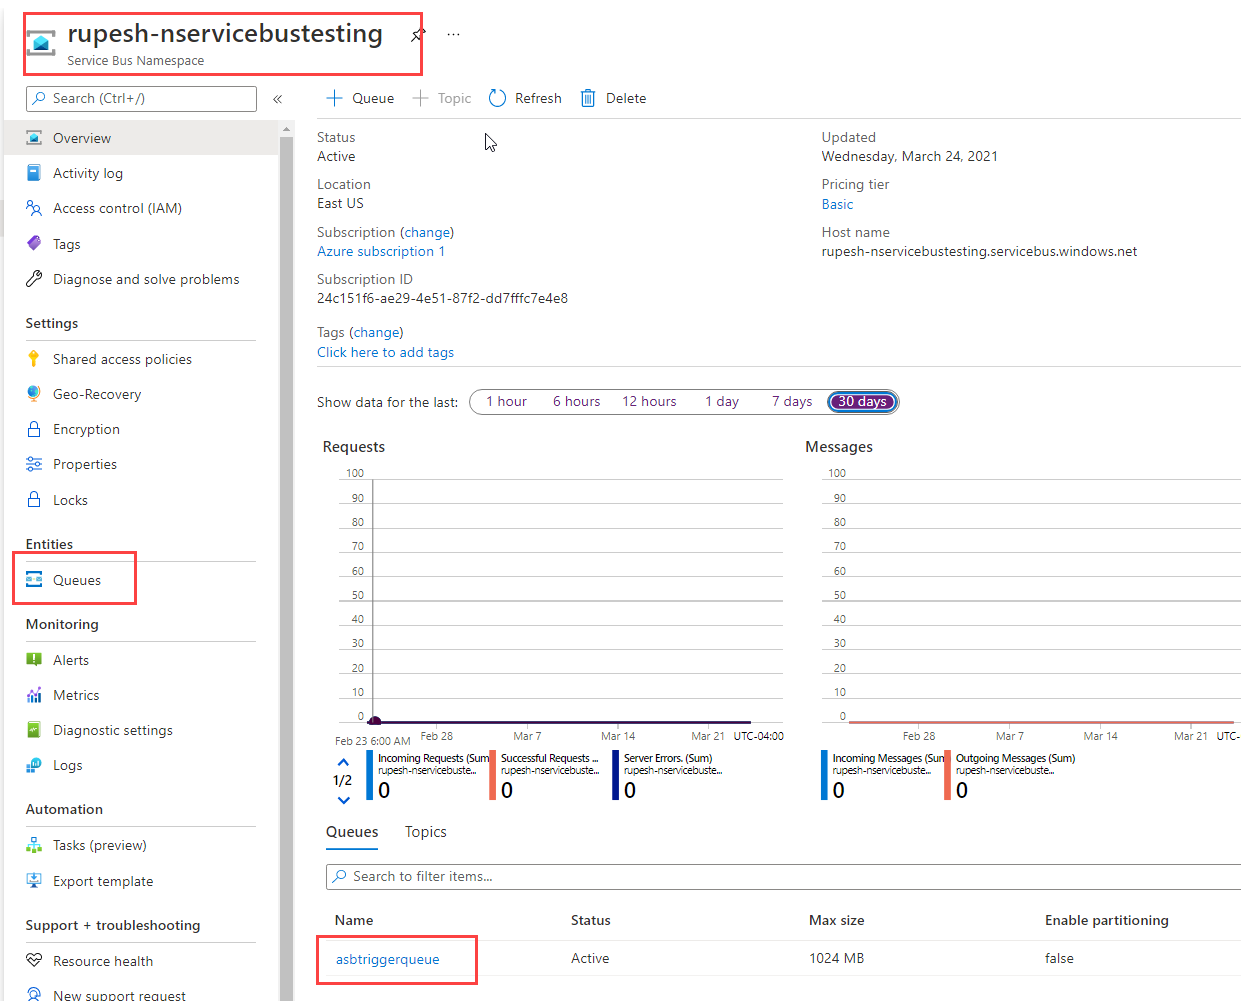 rupesh-nservicebustesting
Service Bus Namespace
Search (Ctrl+/)
Overview
Activity log
Access control (IAM)
Tags
Diagnose and solve problems
Settings
Shared access policies
Geo-Recovery
Encryption
Properties
Locks
Entities
Queues
Monitoring
Alerts
Metrics
Diagnostic settings
Logs
Automation
Tasks (preview)
Export template
Support + troubleshooting
Resource health
New support request
Queue Topic Refresh Delete
Status
Active
Location
East US
Subscription (change)
Azure subscription 1
Subscription ID
24c151f6-ae29-4e51-87f2-dd7fffc7e4e8
Tags (change)
Click here to add tags
Updated
Wednesday, March 24, 2021
Pricing tier
Basic
Host name
rupesh-nservicebustesting.servicebus.windows.net
Show data for the last: 1 hour 6 hours 12 hours 1 day 7 days 30 days
Requests
100
90
80
70
60
50
40
30
20
10
0
Feb 23 6:00 AM Feb 28 Mar 7 Mar 14 Mar 21 UTC-04:00
1/2
Incoming Requests (Sum)
rupesh-nservicebuste...
0
Successful Requests ...
rupesh-nservicebuste...
0
Server Errors. (Sum)
rupesh-nservicebuste...
0
Messages
100
90
80
70
60
50
40
30
20
10
0
Feb 28 Mar 7 Mar 14 Mar 21 UTC-
Incoming Messages (Sum)
rupesh-nservicebuste...
0
Outgoing Messages (Sum)
rupesh-nservicebuste...
0
Queues Topics
Search to filter items...
Name Status Max size Enable partitioning
asbtriggerqueue Active 1024 MB false